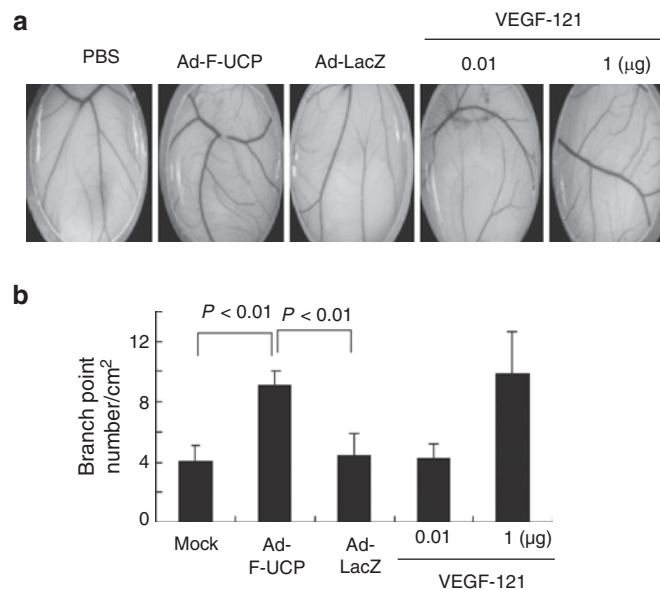 a
VEGF-121
PBS Ad-F-UCP Ad-LacZ 0.01 1 (μg)
b
P < 0.01 P < 0.01
Branch point
number/cm²
12
8
4
0
Mock Ad-F-UCP Ad-LacZ 0.01 1 (μg)
VEGF-121